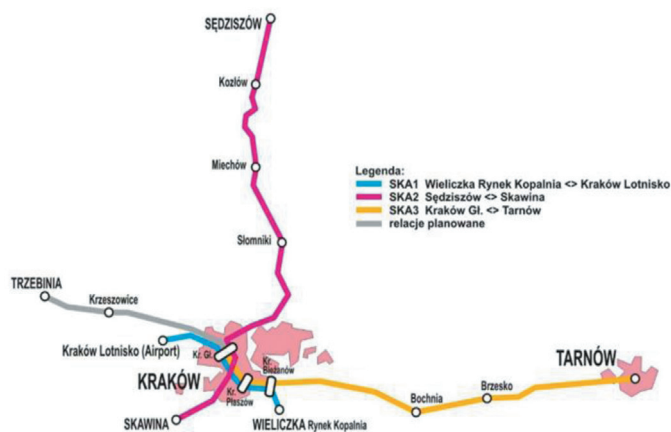 SĘDZISZÓW
Kozłów
Miechów
Legenda:
SKA1 Wieliczka Rynek Kopalnia <> Kraków Lotnisko
SKA2 Sędziszów <> Skawina
SKA3 Kraków Gł. <> Tarnów
relacje planowane
Słomniki
TRZEBINIA
Krzeszowice
Kraków Lotnisko (Airport)
Kr. Gł.
KRAKÓW
Kr.
Bieżanów
Kr.
Płaszów
TARNÓW
Brzesko
Bochnia
SKAWINA
WIELICZKA Rynek Kopalnia